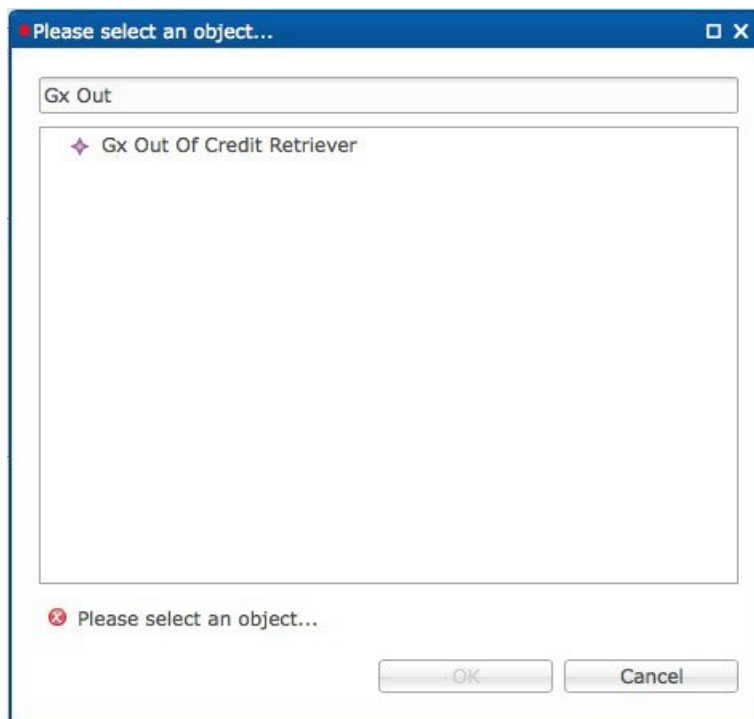 Please select an object...
Gx Out
Gx Out Of Credit Retriever
Please select an object...
OK
Cancel